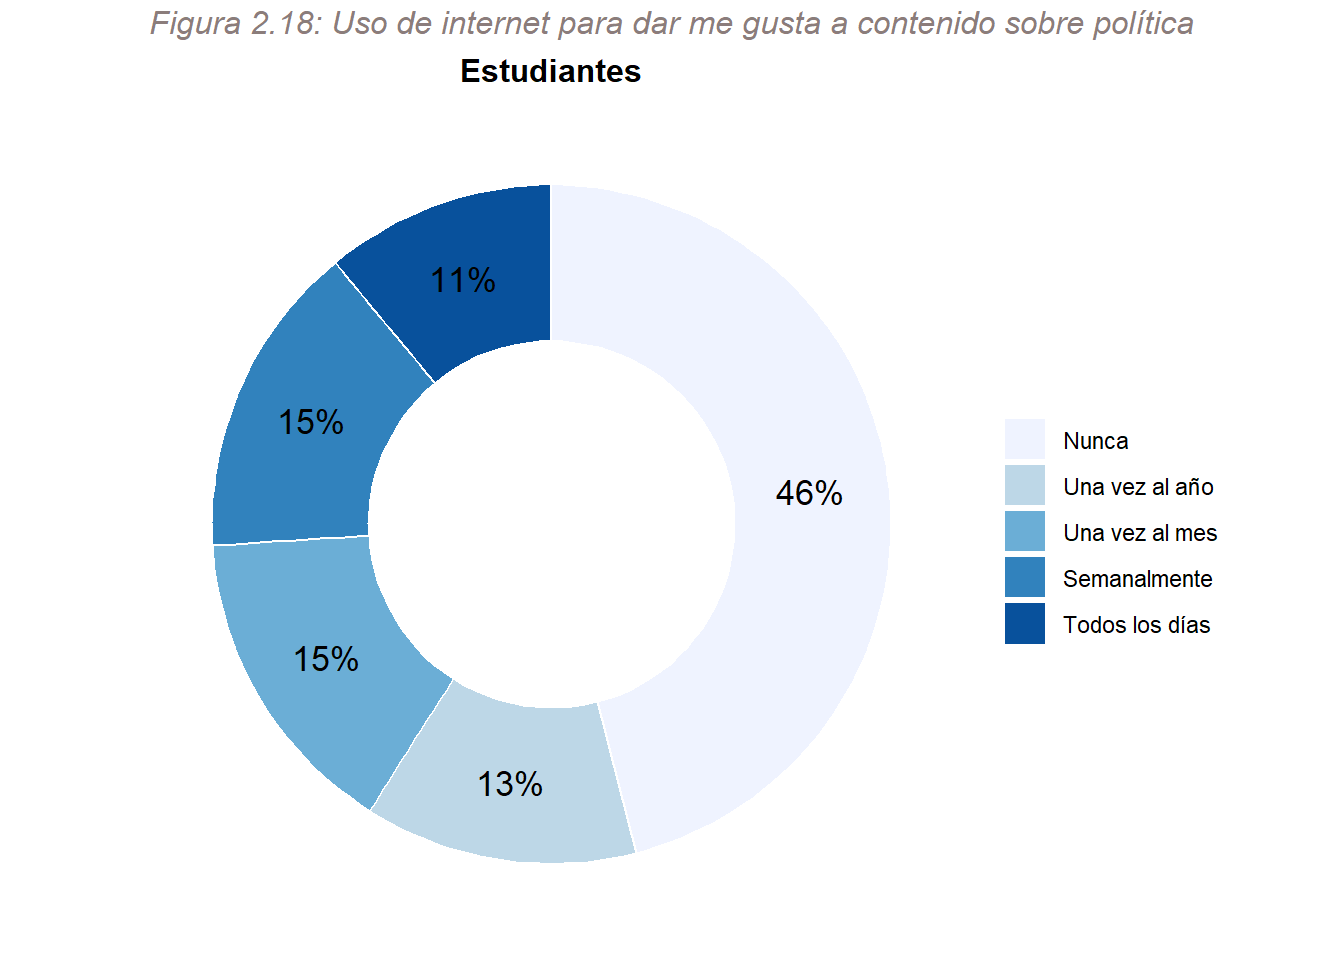 Figura 2.18: Uso de internet para dar me gusta a contenido sobre política
Estudiantes
11%
15%
46%
15%
13%
Nunca
Una vez al año
Una vez al mes
Semanalmente
Todos los días